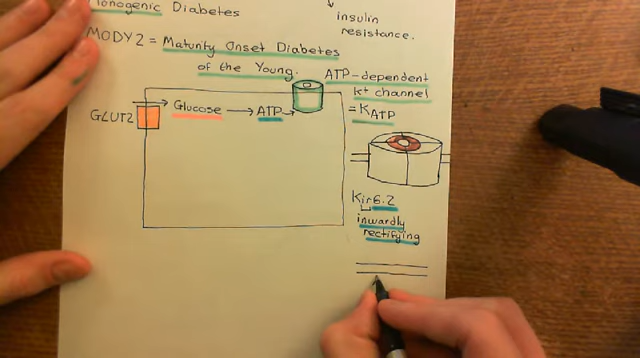 Monogenic Diabetes
insulin
resistance.
MODY2 = Maturity Onset Diabetes
of the Young.
ATP-dependent
K+ channel
= KATP
GLUT2
Glucose → ATP
Kir6.2
inwardly
rectifying